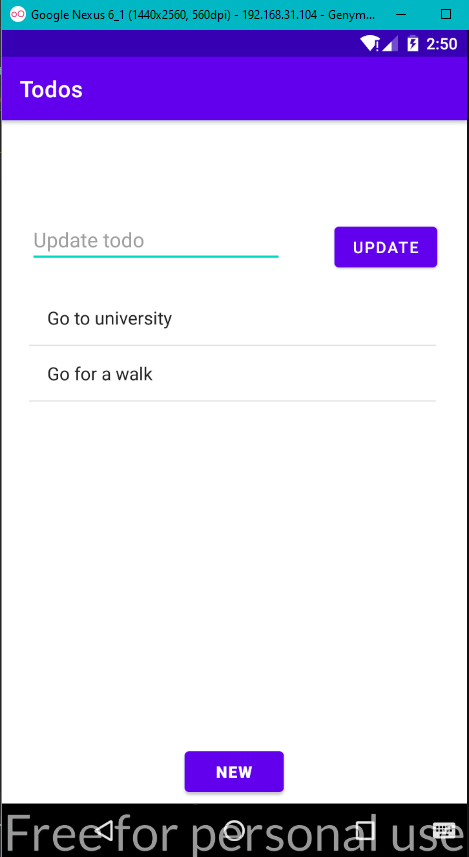 Google Nexus 6_1 (1440x2560, 560dpi) - 192.168.31.104 - Genym...
2:50
Todos
Update todo
UPDATE
Go to university
Go for a walk
NEW
Free for personal use